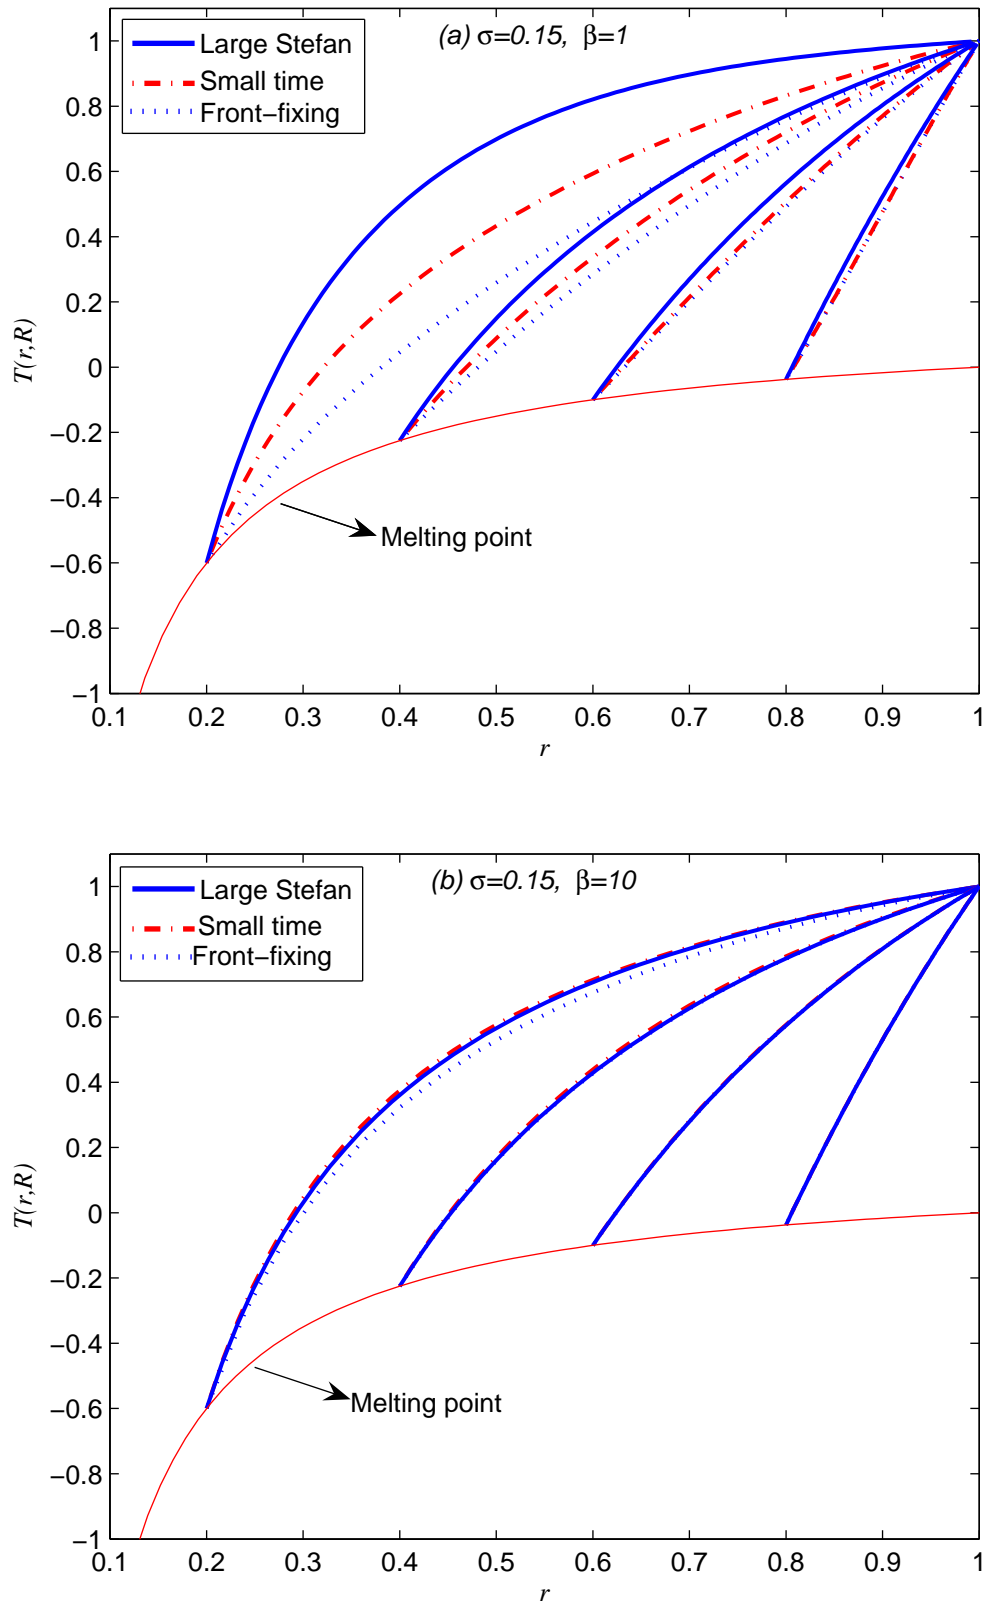 (a) σ=0.15, β=1
Large Stefan
Small time
Front-fixing
1
0.8
0.6
0.4
0.2
0
−0.2
−0.4
−0.6
−0.8
−1
T(r,R)
Melting point
0.1 0.2 0.3 0.4 0.5 0.6 0.7 0.8 0.9 1
r
(b) σ=0.15, β=10
Large Stefan
Small time
Front-fixing
1
0.8
0.6
0.4
0.2
0
−0.2
−0.4
−0.6
−0.8
−1
T(r,R)
Melting point
0.1 0.2 0.3 0.4 0.5 0.6 0.7 0.8 0.9 1
r